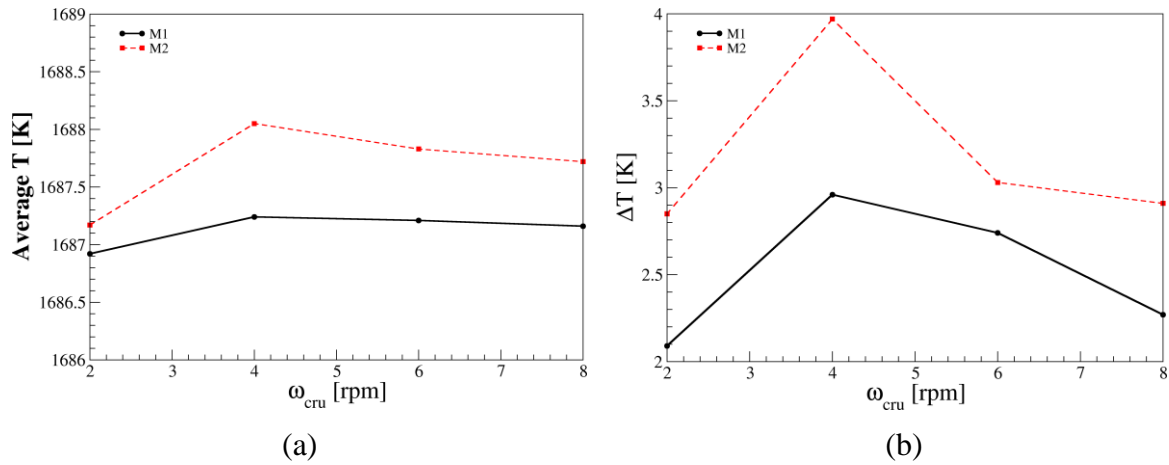 1689
1688.5
1688
1687.5
1687
1686.5
1686
Average T [K]
M1
M2
2 3 4 5 6 7 8
ω_cru [rpm]
(a)
4
3.5
3
2.5
2
ΔT [K]
M1
M2
2 3 4 5 6 7 8
ω_cru [rpm]
(b)